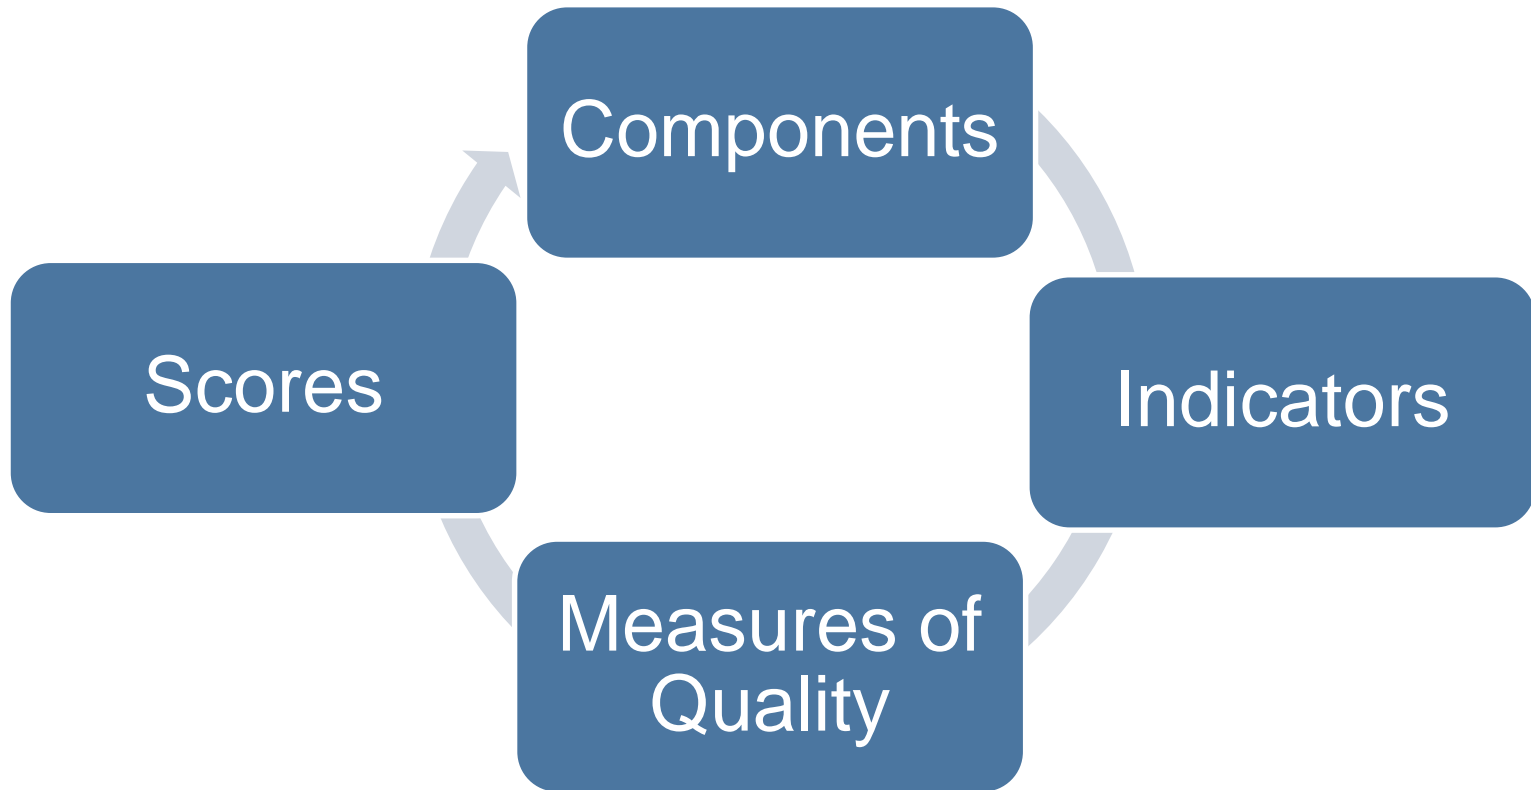 Components
Scores
Indicators
Measures of
Quality